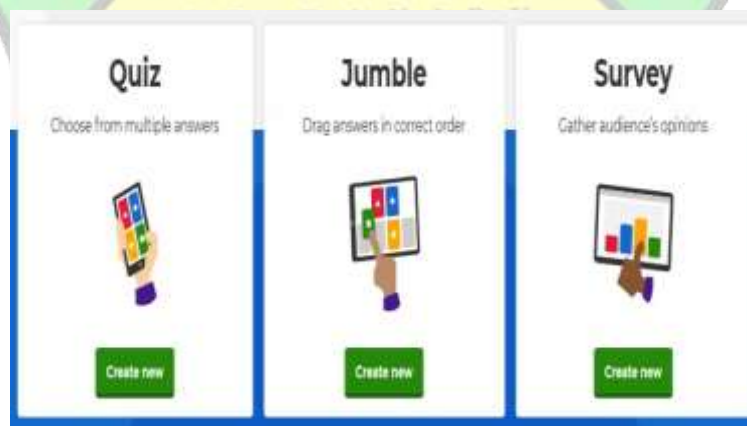 Quiz
Choose from multiple answers
Create new
Jumble
Drag answers in correct order
Create new
Survey
Gather audience's opinions
Create new